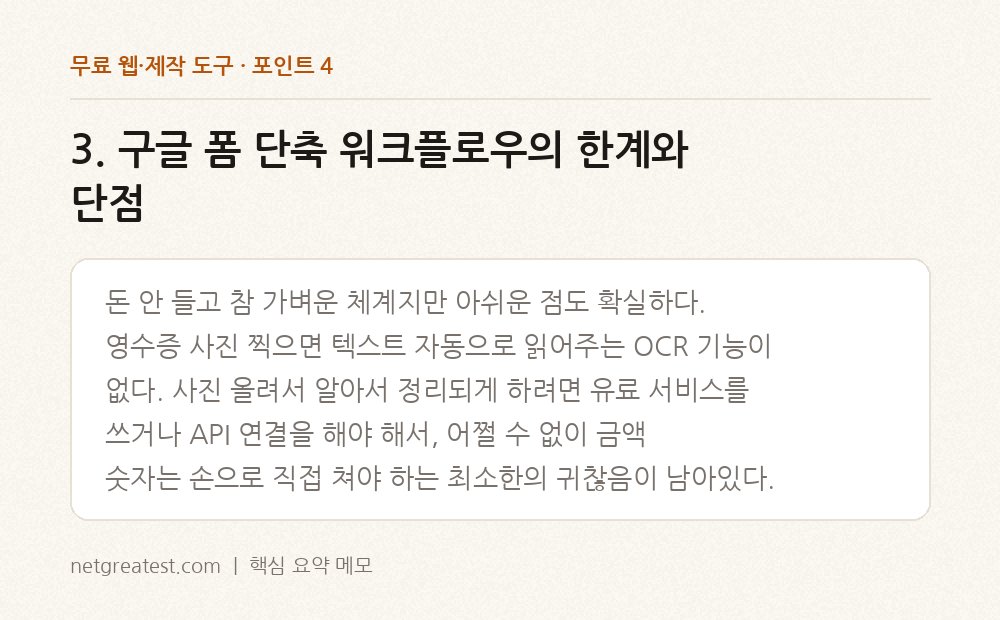 무료 웹·제작 도구 · 포인트 4
3. 구글 폼 단축 워크플로우의 한계와
단점
돈 안 들고 참 가벼운 체계지만 아쉬운 점도 확실하다.
영수증 사진 찍으면 텍스트 자동으로 읽어주는 OCR 기능이
없다. 사진 올려서 알아서 정리되게 하려면 유료 서비스를
쓰거나 API 연결을 해야 해서, 어쩔 수 없이 금액
숫자는 손으로 직접 쳐야 하는 최소한의 귀찮음이 남아있다.
netgreatest.com | 핵심 요약 메모